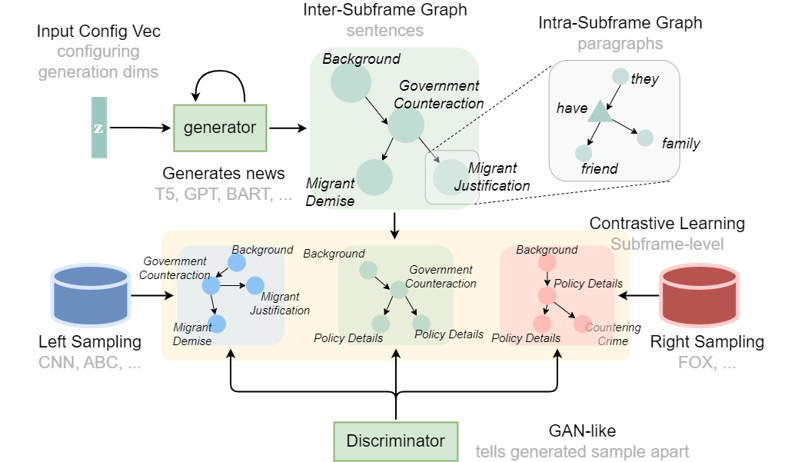 Input Config Vec
configuring
generation dims
z
generator
Generates news
T5, GPT, BART, ...
Inter-Subframe Graph
sentences
Background
Government
Counteraction
Migrant
Demise
Migrant
Justification
Intra-Subframe Graph
paragraphs
they
have
family
friend
Contrastive Learning
Subframe-level
Left Sampling
CNN, ABC, ...
Background
Government
Counteraction
Migrant
Justification
Migrant
Demise
Background
Government
Counteraction
Policy Details
Policy Details
Background
Policy Details
Policy Details
Countering
Crime
Right Sampling
FOX, ...
Discriminator
GAN-like
tells generated sample apart